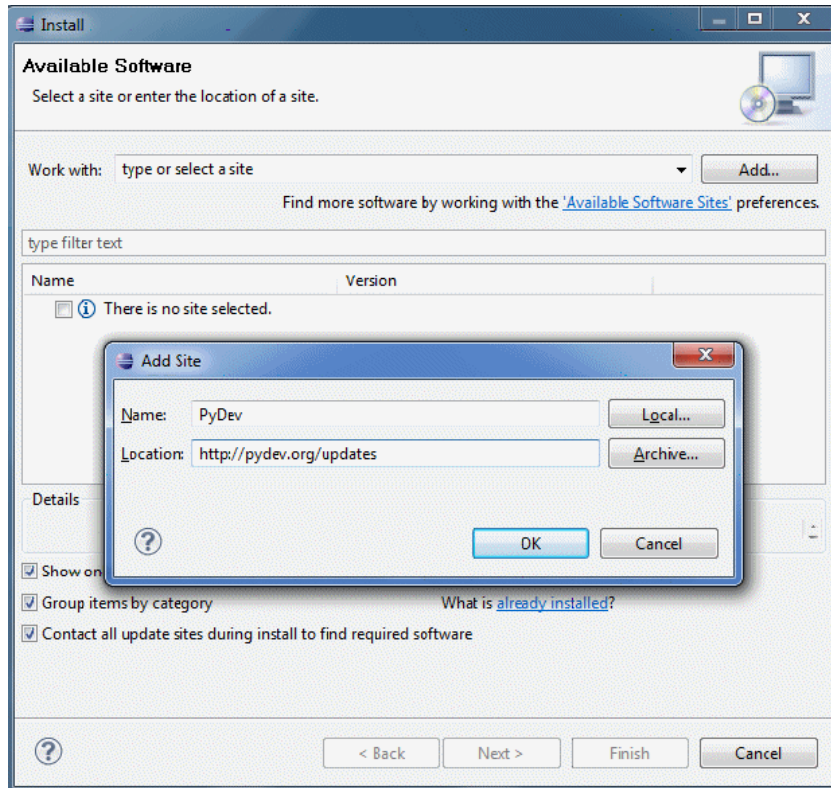 Install
Available Software
Select a site or enter the location of a site.
Work with: type or select a site Add...
Find more software by working with the 'Available Software Sites' preferences.
type filter text
Name Version
There is no site selected.
Add Site
Name: PyDev Local...
Location: http://pydev.org/updates Archive...
Details
OK Cancel
Show on
Group items by category What is already installed?
Contact all update sites during install to find required software
< Back Next > Finish Cancel